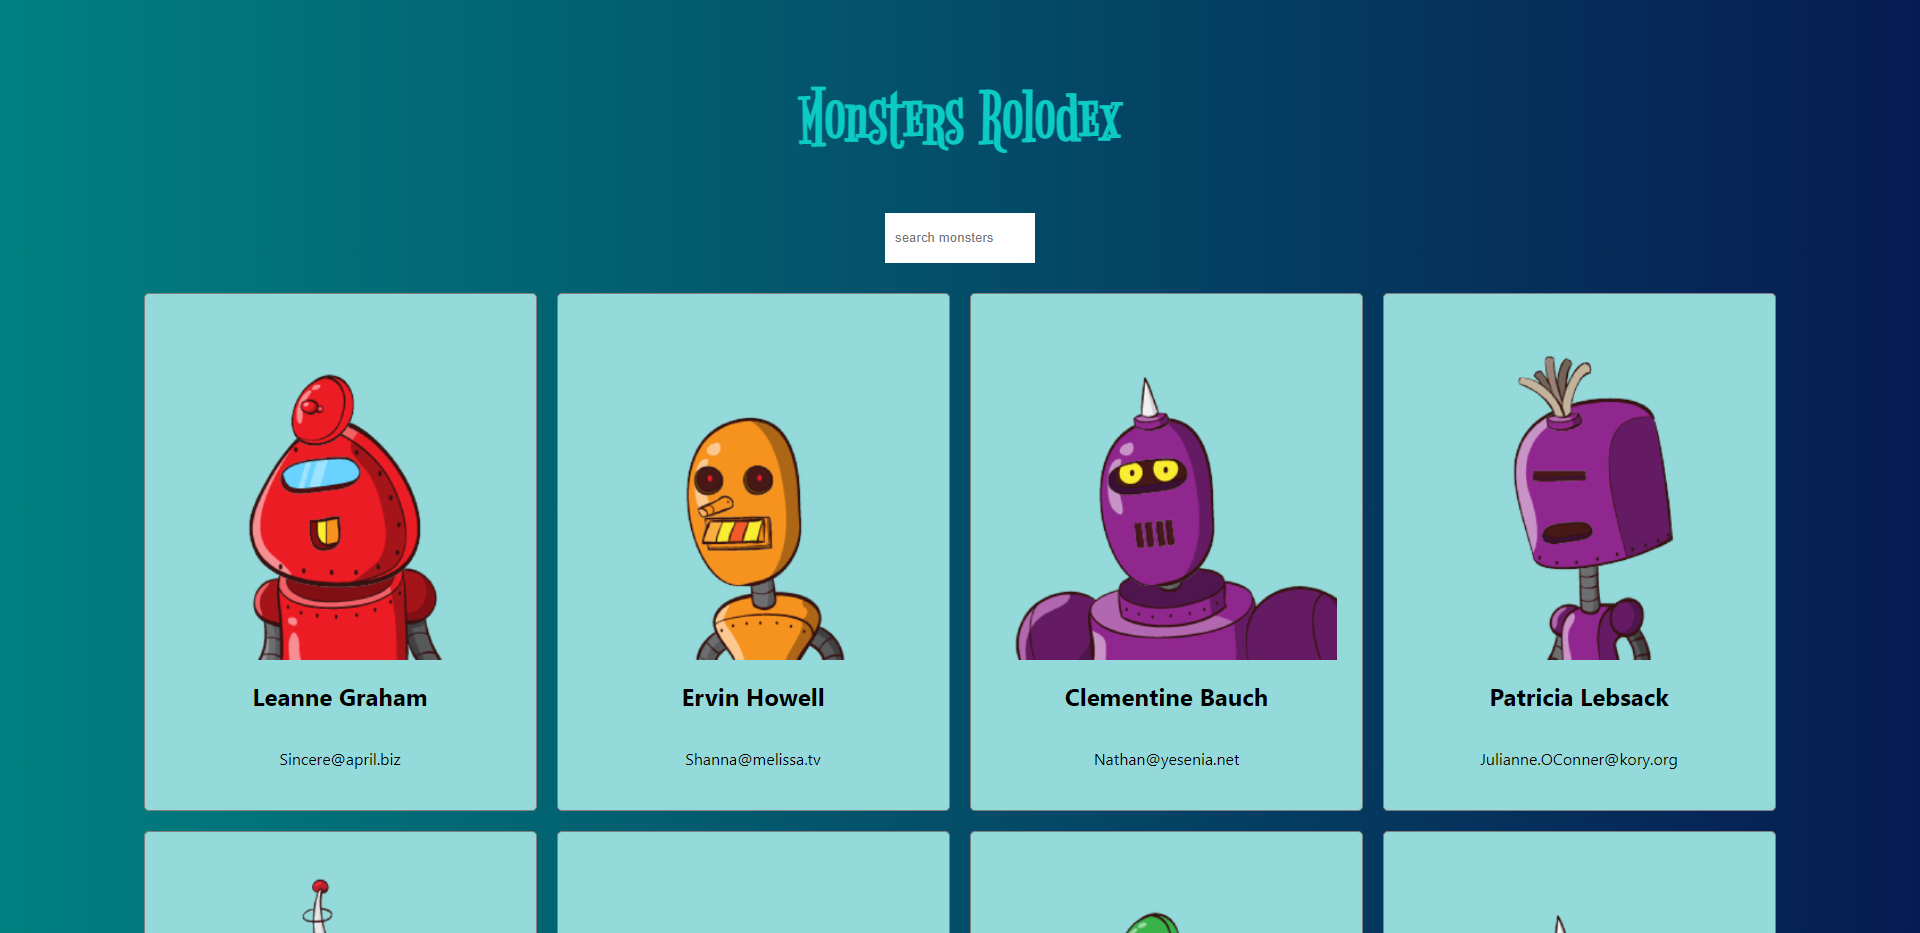 Monsters Rolodex
search monsters
Leanne Graham
Ervin Howell
Clementine Bauch
Patricia Lebsack
Sincere@april.biz
Shanna@melissa.tv
Nathan@yesenia.net
Julianne.OConner@kory.org